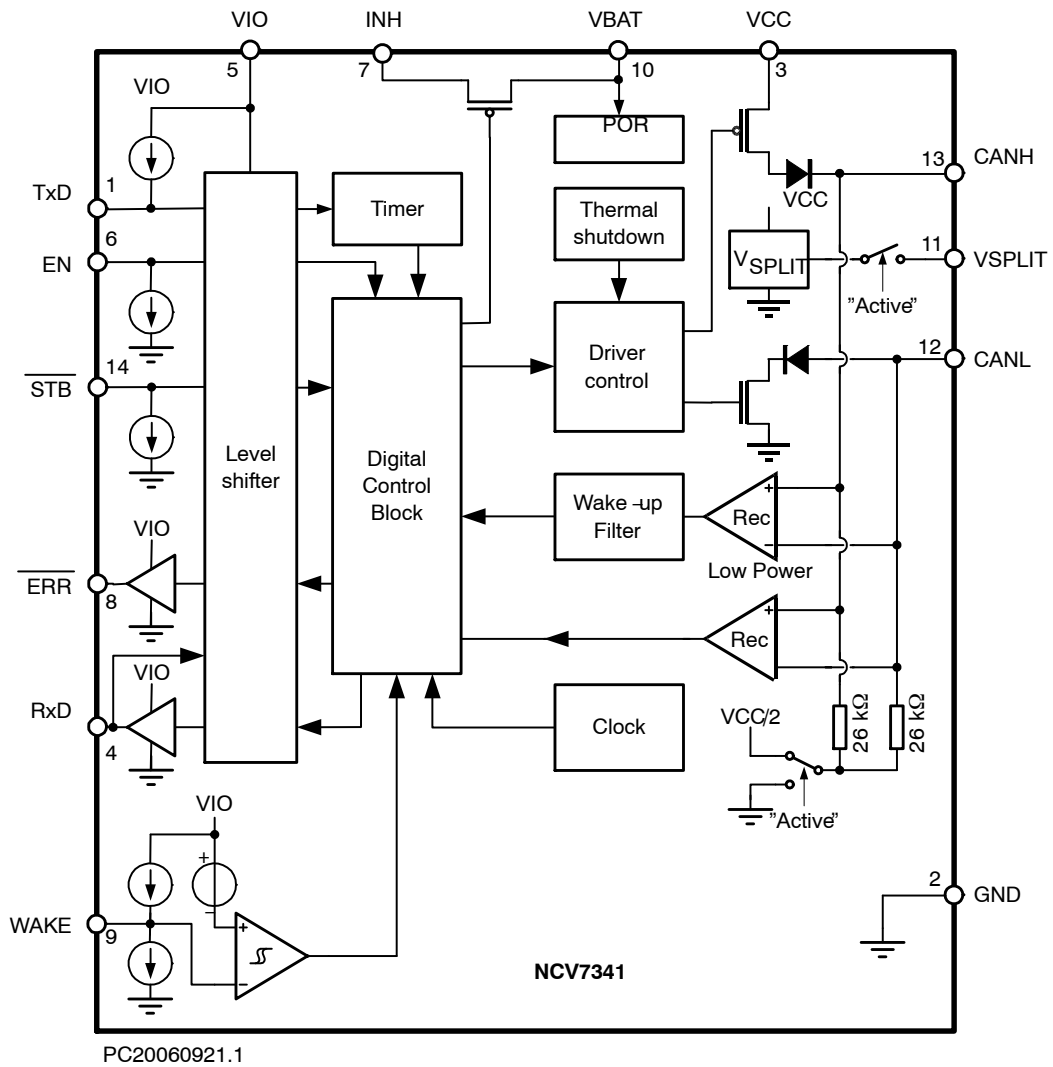 VIO
INH
VBAT
VCC
5
7
10
3
VIO
POR
13
CANH
TxD
1
Timer
Thermal
shutdown
VCC
6
EN
VSPLIT
11
VSPLIT
"Active"
14
STB
Driver
control
12
CANL
Level
shifter
Digital
Control
Block
Wake-up
Filter
+
Rec
−
Low Power
VIO
ERR
8
+
Rec
−
VIO
RxD
4
Clock
VCC/2
26 kΩ
26 kΩ
"Active"
VIO
+
−
WAKE
9
+
−
2
GND
NCV7341
PC20060921.1